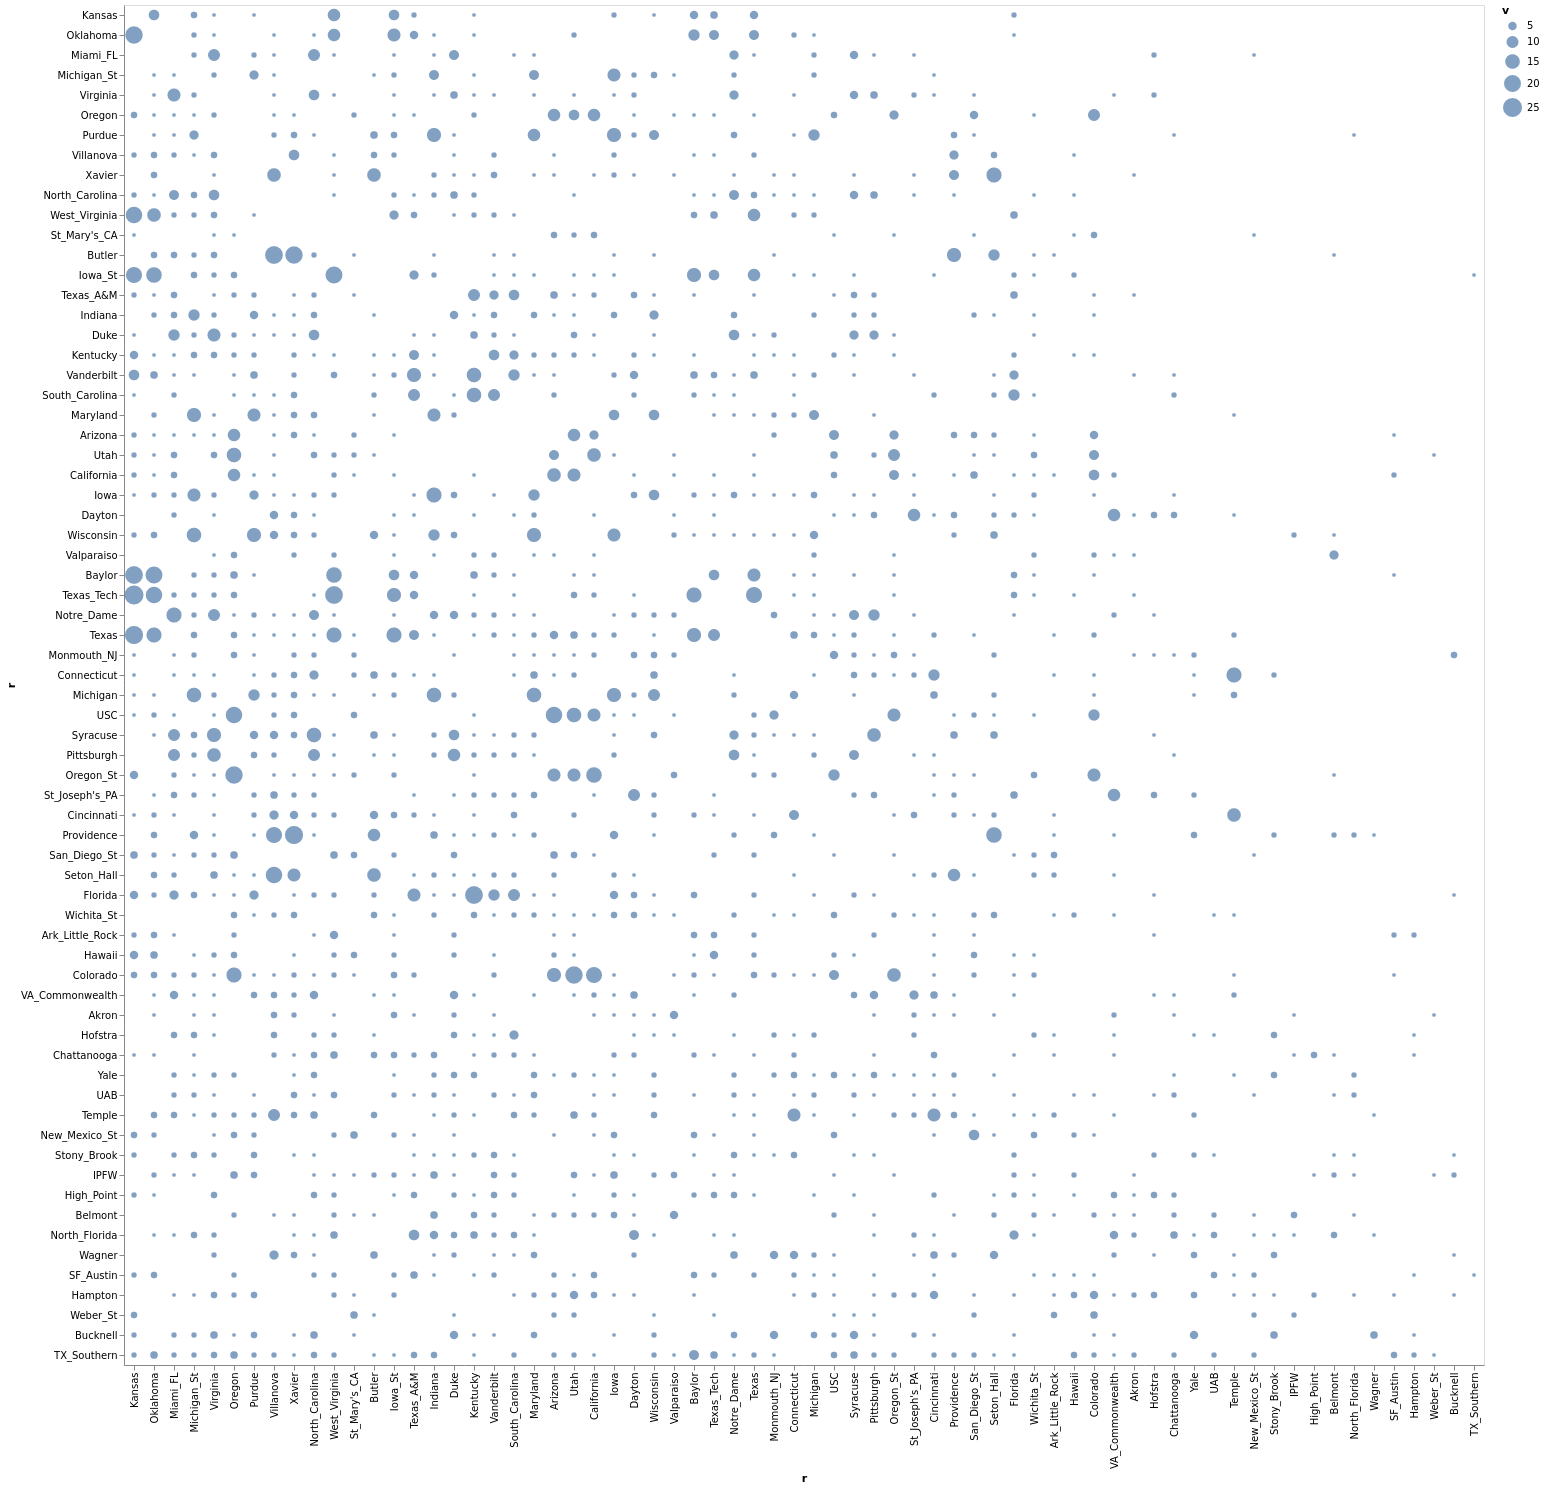 v
5
10
15
20
25
r
Kansas
Oklahoma
Miami_FL
Michigan_St
Virginia
Oregon
Purdue
Villanova
Xavier
North_Carolina
West_Virginia
St_Mary's_CA
Butler
Iowa_St
Texas_A&M
Indiana
Duke
Kentucky
Vanderbilt
South_Carolina
Maryland
Arizona
Utah
California
Iowa
Dayton
Wisconsin
Valparaiso
Baylor
Texas_Tech
Notre_Dame
Texas
Monmouth_NJ
Connecticut
Michigan
USC
Syracuse
Pittsburgh
Oregon_St
St_Joseph's_PA
Cincinnati
Providence
San_Diego_St
Seton_Hall
Florida
Wichita_St
Ark_Little_Rock
Hawaii
Colorado
VA_Commonwealth
Akron
Hofstra
Chattanooga
Yale
UAB
Temple
New_Mexico_St
Stony_Brook
IPFW
High_Point
Belmont
North_Florida
Wagner
SF_Austin
Hampton
Weber_St
Bucknell
TX_Southern
Kansas
Oklahoma
Miami_FL
Michigan_St
Virginia
Oregon
Purdue
Villanova
Xavier
North_Carolina
West_Virginia
St_Mary's_CA
Butler
Iowa_St
Texas_A&M
Indiana
Duke
Kentucky
Vanderbilt
South_Carolina
Maryland
Arizona
Utah
California
Iowa
Dayton
Wisconsin
Valparaiso
Baylor
Texas_Tech
Notre_Dame
Texas
Monmouth_NJ
Connecticut
Michigan
USC
Syracuse
Pittsburgh
Oregon_St
St_Joseph's_PA
Cincinnati
Providence
San_Diego_St
Seton_Hall
Florida
Wichita_St
Ark_Little_Rock
Hawaii
Colorado
VA_Commonwealth
Akron
Hofstra
Chattanooga
Yale
UAB
Temple
New_Mexico_St
Stony_Brook
IPFW
High_Point
Belmont
North_Florida
Wagner
SF_Austin
Hampton
Weber_St
Bucknell
TX_Southern
r